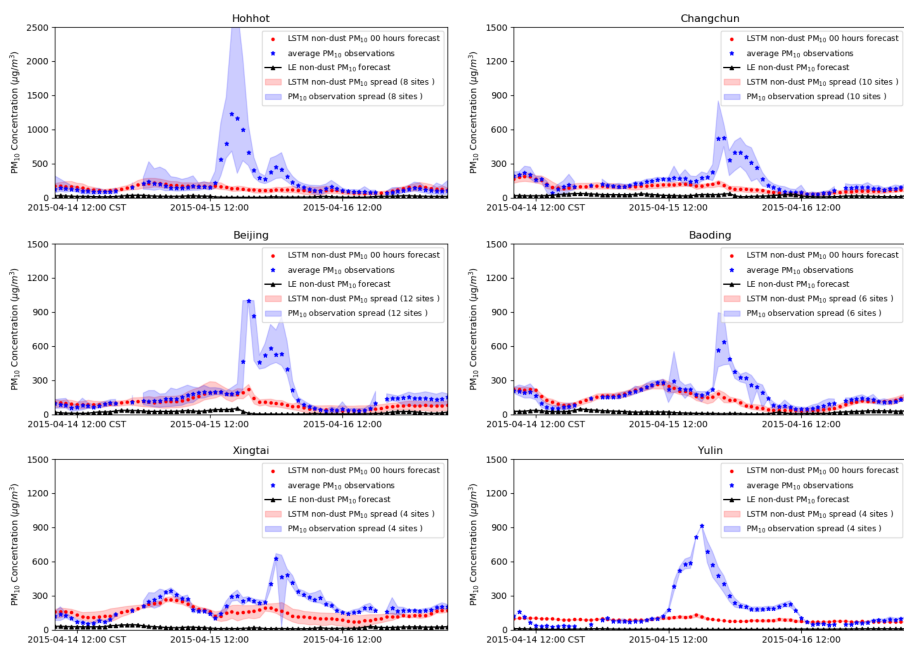 Hohhot
PM10 Concentration (μg/m³)
2500
2000
1500
1000
500
0
LSTM non-dust PM10 00 hours forecast
average PM10 observations
LE non-dust PM10 forecast
LSTM non-dust PM10 spread (8 sites )
PM10 observation spread (8 sites )
2015-04-14 12:00 CST 2015-04-15 12:00 2015-04-16 12:00
Changchun
PM10 Concentration (μg/m³)
1500
1200
900
600
300
0
LSTM non-dust PM10 00 hours forecast
average PM10 observations
LE non-dust PM10 forecast
LSTM non-dust PM10 spread (10 sites )
PM10 observation spread (10 sites )
2015-04-14 12:00 CST 2015-04-15 12:00 2015-04-16 12:00
Beijing
PM10 Concentration (μg/m³)
1500
1200
900
600
300
0
LSTM non-dust PM10 00 hours forecast
average PM10 observations
LE non-dust PM10 forecast
LSTM non-dust PM10 spread (12 sites )
PM10 observation spread (12 sites )
2015-04-14 12:00 CST 2015-04-15 12:00 2015-04-16 12:00
Baoding
PM10 Concentration (μg/m³)
1500
1200
900
600
300
0
LSTM non-dust PM10 00 hours forecast
average PM10 observations
LE non-dust PM10 forecast
LSTM non-dust PM10 spread (6 sites )
PM10 observation spread (6 sites )
2015-04-14 12:00 CST 2015-04-15 12:00 2015-04-16 12:00
Xingtai
PM10 Concentration (μg/m³)
1500
1200
900
600
300
0
LSTM non-dust PM10 00 hours forecast
average PM10 observations
LE non-dust PM10 forecast
LSTM non-dust PM10 spread (4 sites )
PM10 observation spread (4 sites )
2015-04-14 12:00 CST 2015-04-15 12:00 2015-04-16 12:00
Yulin
PM10 Concentration (μg/m³)
1500
1200
900
600
300
0
LSTM non-dust PM10 00 hours forecast
average PM10 observations
LE non-dust PM10 forecast
LSTM non-dust PM10 spread (4 sites )
PM10 observation spread (4 sites )
2015-04-14 12:00 CST 2015-04-15 12:00 2015-04-16 12:00